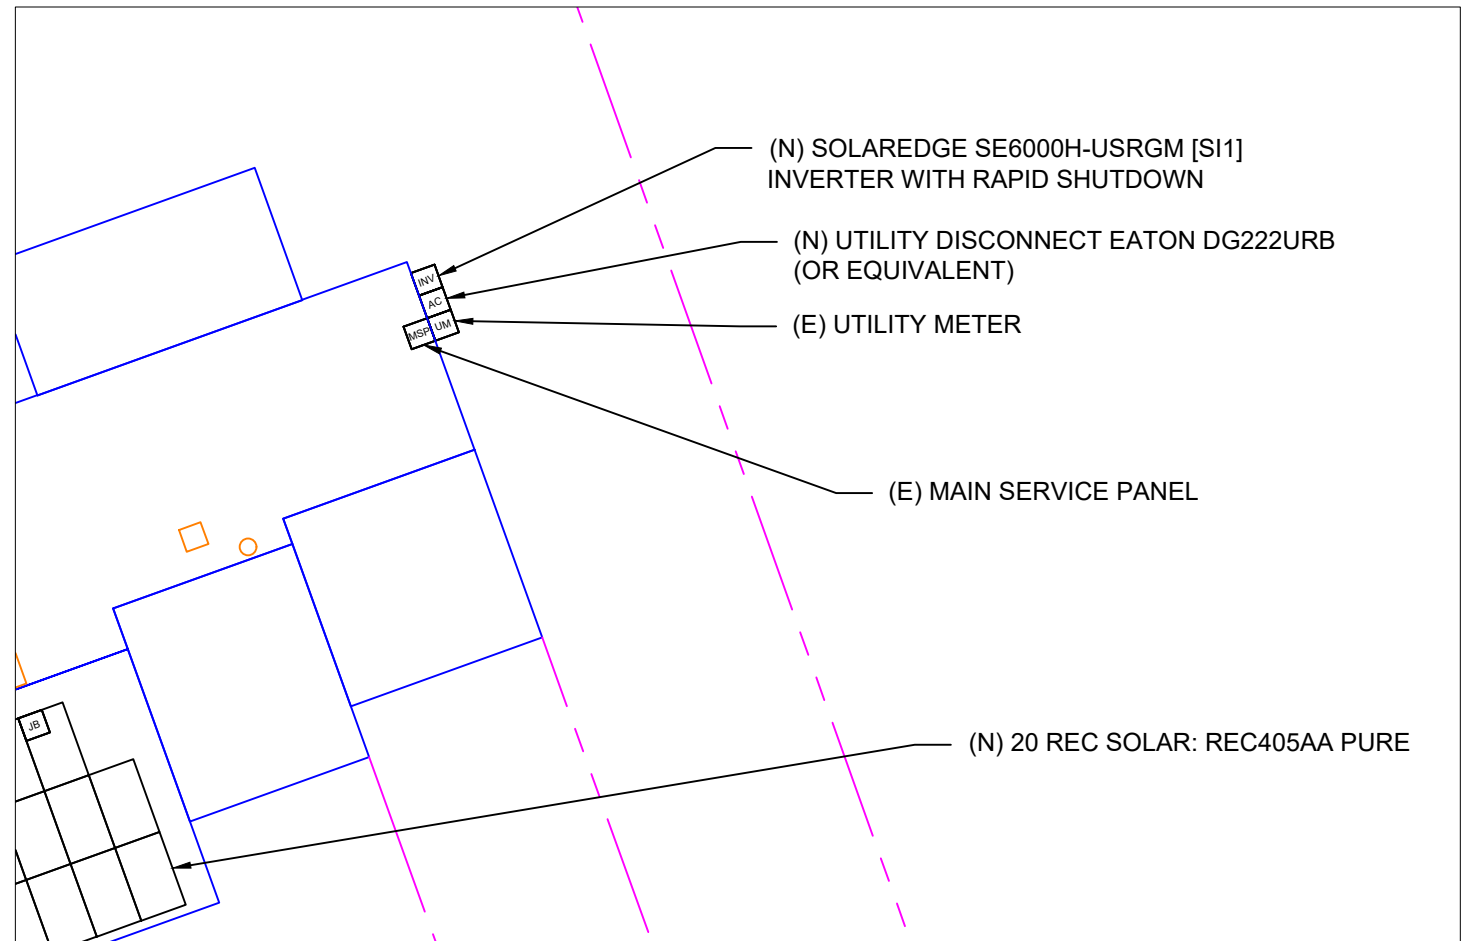 (N) SOLAREDGE SE6000H-USRGM [SI1]
INVERTER WITH RAPID SHUTDOWN
(N) UTILITY DISCONNECT EATON DG222URB
(OR EQUIVALENT)
INV
AC
MSP
UM
(E) UTILITY METER
(E) MAIN SERVICE PANEL
JB
(N) 20 REC SOLAR: REC405AA PURE